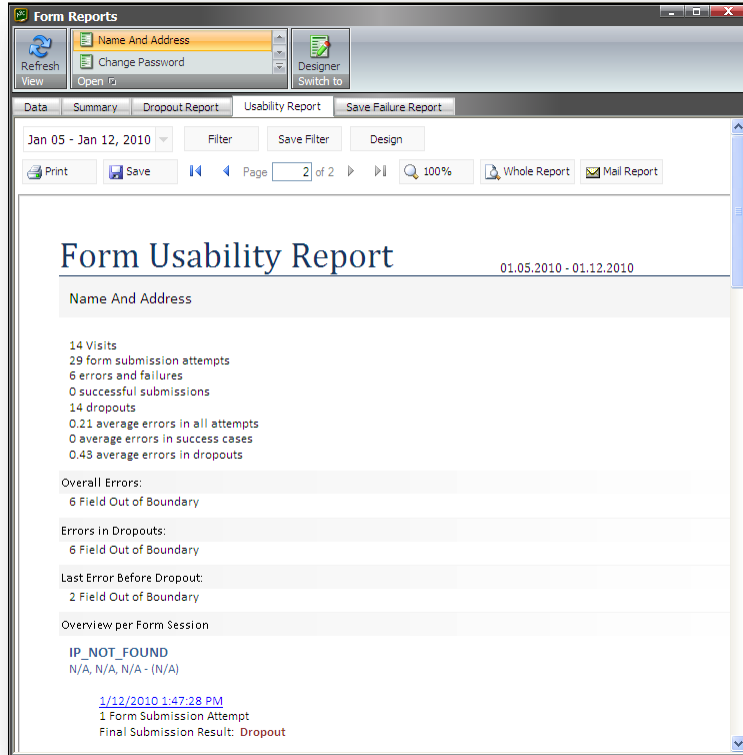 Form Reports
Name And Address
Change Password
Refresh
Designer
View
Open
Switch to
Data Summary Dropout Report Usability Report Save Failure Report
Jan 05 - Jan 12, 2010 Filter Save Filter Design
Print Save Page 2 of 2 100% Whole Report Mail Report
Form Usability Report 01.05.2010 - 01.12.2010
Name And Address
14 Visits
29 form submission attempts
6 errors and failures
0 successful submissions
14 dropouts
0.21 average errors in all attempts
0 average errors in success cases
0.43 average errors in dropouts
Overall Errors:
6 Field Out of Boundary
Errors in Dropouts:
6 Field Out of Boundary
Last Error Before Dropout:
2 Field Out of Boundary
Overview per Form Session
IP_NOT_FOUND
N/A, N/A, N/A - (N/A)
1/12/2010 1:47:28 PM
1 Form Submission Attempt
Final Submission Result: Dropout